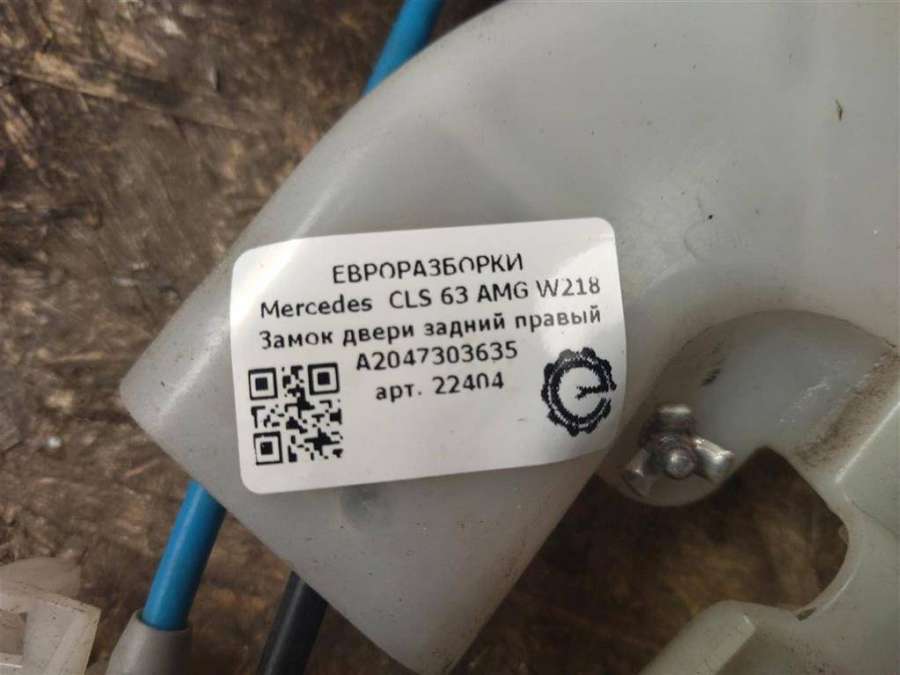 ЕВРОРАЗБОРКИ
Mercedes CLS 63 AMG W218
Замок двери задний правый
A2047303635
арт. 22404